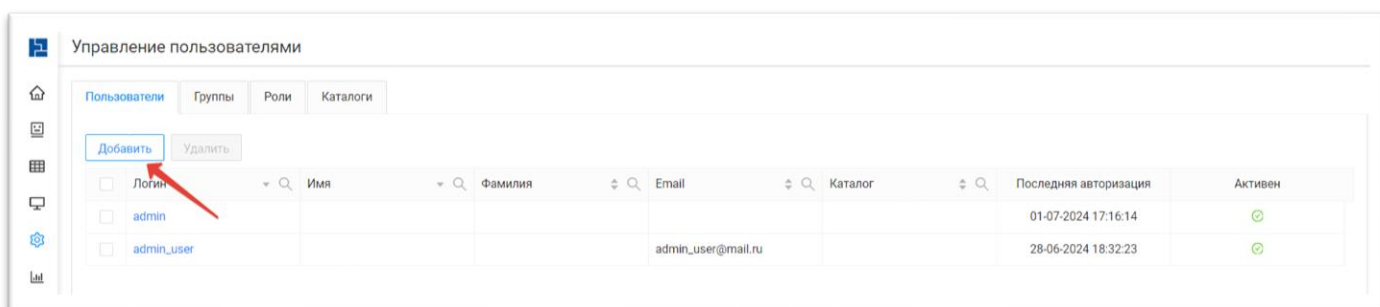 Управление пользователями
Пользователи Группы Роли Каталоги
Добавить Удалить
Логин Имя Фамилия Email Каталог Последняя авторизация Активен
admin 01-07-2024 17:16:14
admin_user admin_user@mail.ru 28-06-2024 18:32:23